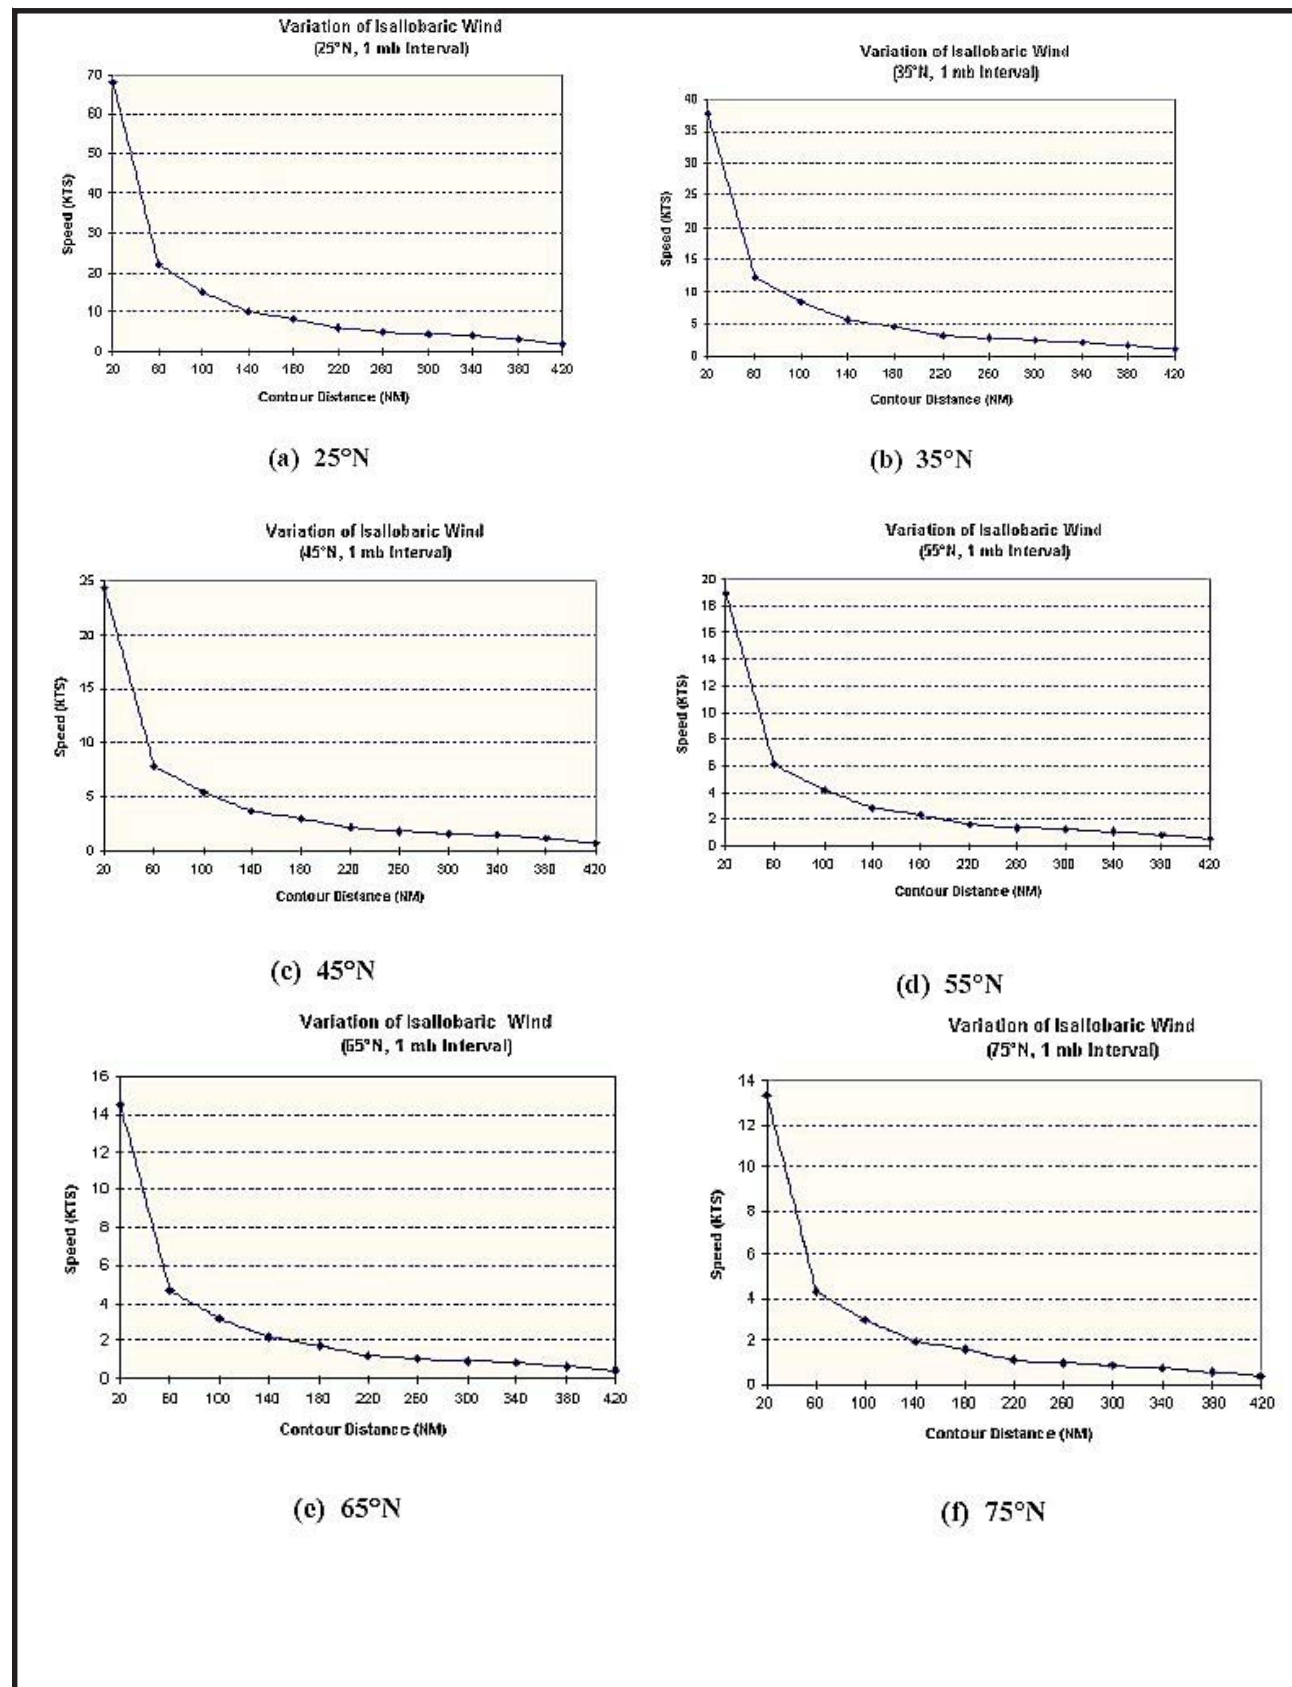 Variation of Isallobaric Wind
(25°N, 1 mb Interval)
70
60
50
40
30
20
10
0
Speed (KTS)
20 60 100 140 180 220 260 300 340 380 420
Contour Distance (NM)
(a) 25°N
Variation of Isallobaric Wind
(35°N, 1 mb Interval)
40
35
30
25
20
15
10
5
0
Speed (KTS)
20 60 100 140 180 220 260 300 340 380 420
Contour Distance (NM)
(b) 35°N
Variation of Isallobaric Wind
(45°N, 1 mb Interval)
25
20
15
10
5
0
Speed (KTS)
20 60 100 140 180 220 260 300 340 380 420
Contour Distance (NM)
(c) 45°N
Variation of Isallobaric Wind
(55°N, 1 mb Interval)
20
18
16
14
12
10
8
6
4
2
0
Speed (KTS)
20 60 100 140 180 220 260 300 340 380 420
Contour Distance (NM)
(d) 55°N
Variation of Isallobaric Wind
(65°N, 1 mb Interval)
16
14
12
10
8
6
4
2
0
Speed (KTS)
20 60 100 140 180 220 260 300 340 380 420
Contour Distance (NM)
(e) 65°N
Variation of Isallobaric Wind
(75°N, 1 mb Interval)
14
12
10
8
6
4
2
0
Speed (KTS)
20 60 100 140 180 220 260 300 340 380 420
Contour Distance (NM)
(f) 75°N